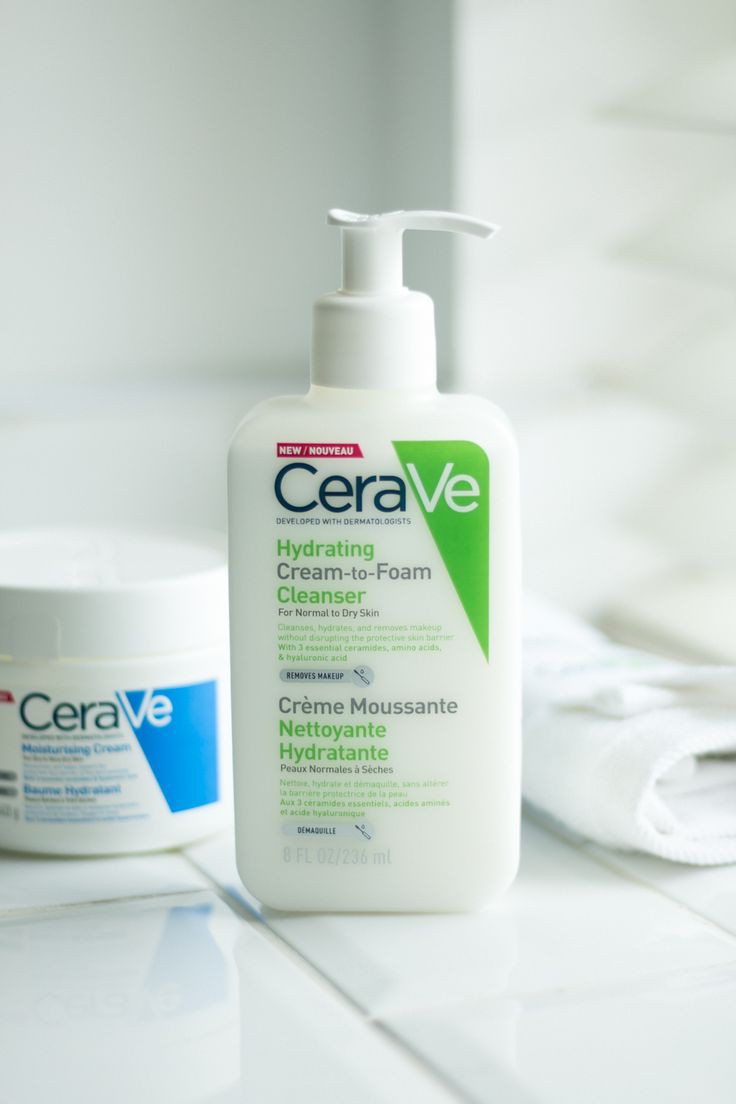 NEW / NOUVEAU
CeraVe
DEVELOPED WITH DERMATOLOGISTS
Hydrating
Cream-to-Foam
Cleanser
For Normal to Dry Skin
Cleanses, hydrates, and removes makeup
without disrupting the protective skin barrier
With 3 essential ceramides, amino acids,
& hyaluronic acid
REMOVES MAKEUP
Crème Moussante
Nettoyante
Hydratante
Peaux Normales à Sèches
Nettoie, hydrate et démaquille, sans altérer
la barrière protectrice de la peau
Aux 3 céramides essentiels, acides aminés
et acide hyaluronique
DÉMAQUILLE
8 FL OZ/236 ml
CeraVe
DEVELOPED WITH DERMATOLOGISTS
Moisturising Cream
Baume Hydratant